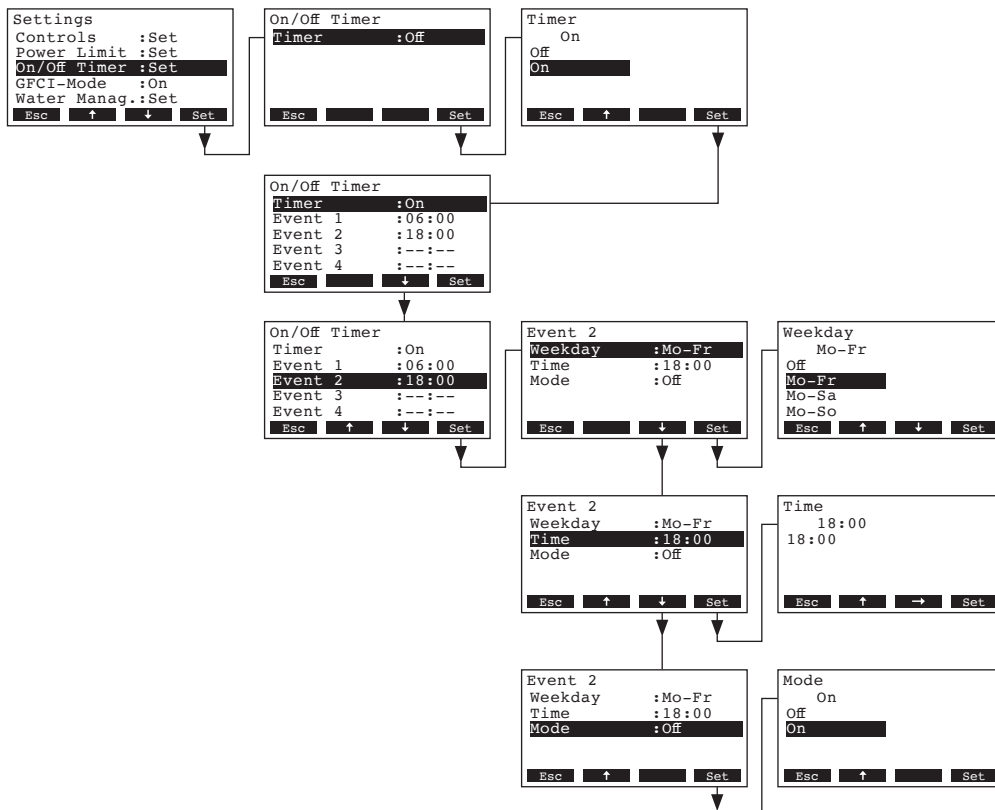 Settings
Controls :Set
Power Limit :Set
On/Off Timer :Set
GFCI-Mode :On
Water Manag.:Set
Esc ↑ ↓ Set
On/Off Timer
Timer :Off
Esc Set
Timer
On
Off
On
Esc ↑ Set
On/Off Timer
Timer :On
Event 1 :06:00
Event 2 :18:00
Event 3 :--:--
Event 4 :--:--
Esc ↓ Set
On/Off Timer
Timer :On
Event 1 :06:00
Event 2 :18:00
Event 3 :--:--
Event 4 :--:--
Esc ↑ ↓ Set
Event 2
Weekday :Mo-Fr
Time :18:00
Mode :Off
Esc ↓ Set
Weekday
Mo-Fr
Off
Mo-Fr
Mo-Sa
Mo-So
Esc ↑ ↓ Set
Event 2
Weekday :Mo-Fr
Time :18:00
Mode :Off
Esc ↑ ↓ Set
Time
18:00
18:00
Esc ↑ → Set
Event 2
Weekday :Mo-Fr
Time :18:00
Mode :Off
Esc ↑ Set
Mode
On
Off
On
Esc ↑ Set